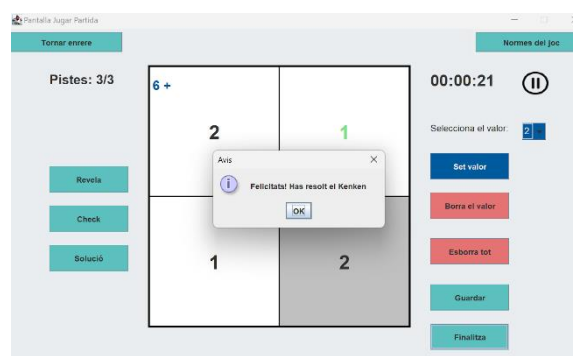 Pantalla Jugar Partida
Tornar enrere
Normes del joc
Pistes: 3/3
00:00:21
6 +
2
1
Selecciona el valor:
2
Avis
Felicitats! Has resolt el Kenken
OK
Set valor
Revela
Borra el valor
Check
Solució
1
2
Esborra tot
Guardar
Finalitza